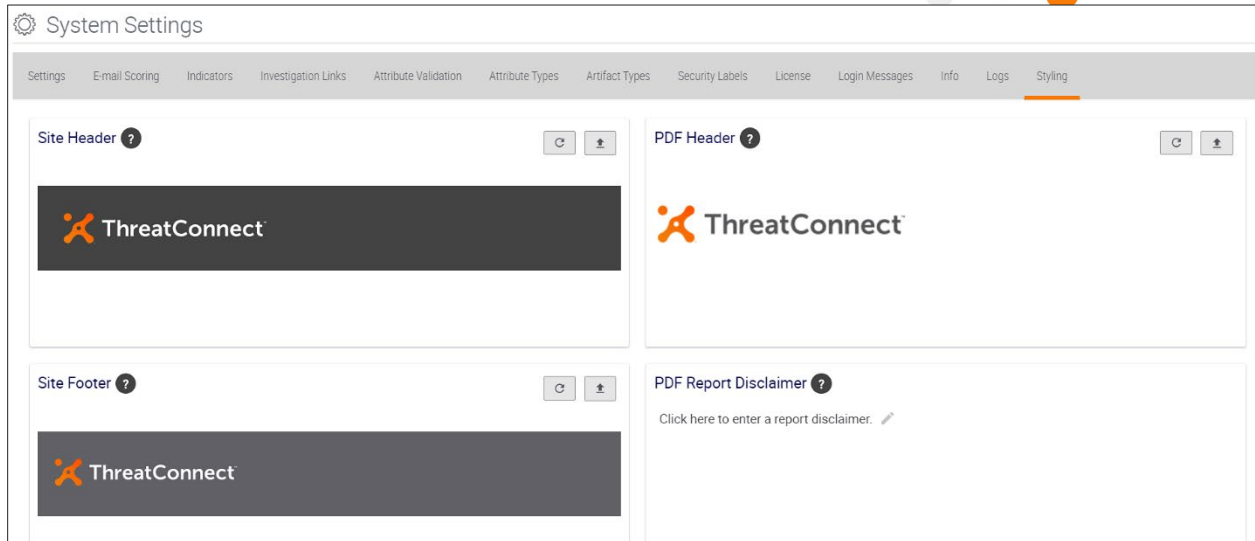 System Settings
Settings E-mail Scoring Indicators Investigation Links Attribute Validation Attribute Types Artifact Types Security Labels License Login Messages Info Logs Styling
Site Header ?
PDF Header ?
ThreatConnect
ThreatConnect
Site Footer ?
PDF Report Disclaimer ?
Click here to enter a report disclaimer.
ThreatConnect